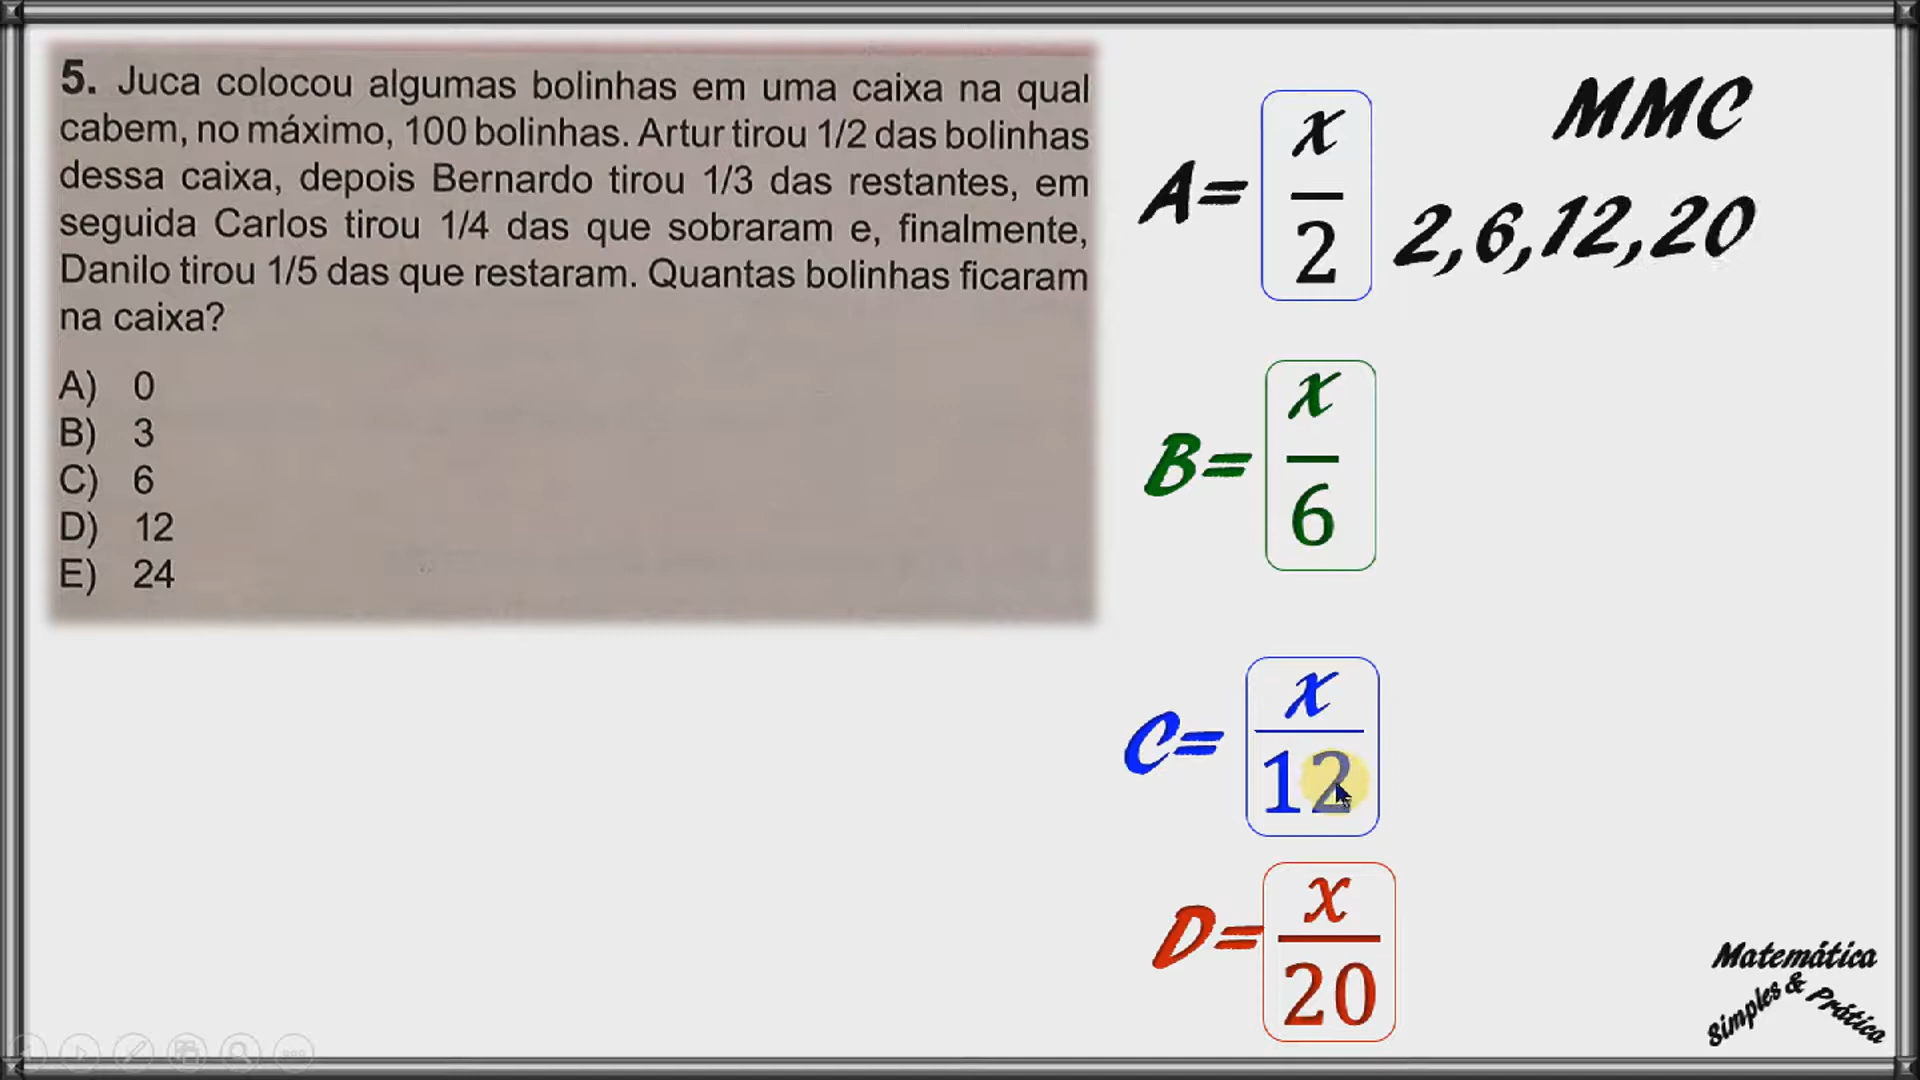 5. Juca colocou algumas bolinhas em uma caixa na qual
cabem, no máximo, 100 bolinhas. Artur tirou 1/2 das bolinhas
dessa caixa, depois Bernardo tirou 1/3 das restantes, em
seguida Carlos tirou 1/4 das que sobraram e, finalmente,
Danilo tirou 1/5 das que restaram. Quantas bolinhas ficaram
na caixa?
A) 0
B) 3
C) 6
D) 12
E) 24
A= x/2
MMC
2,6,12,20
B= x/6
C= x/12
D= x/20
Matemática
Simples & Prática